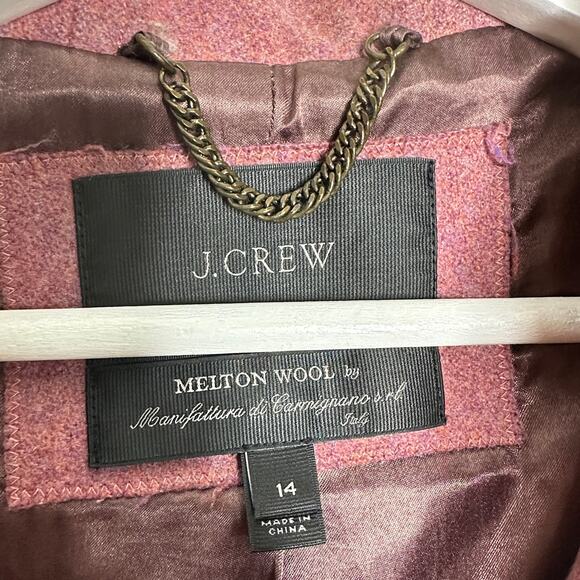 J.CREW
MELTON WOOL by
Manifattura di Carmignano s.r.l.
Italy
14
MADE IN
CHINA